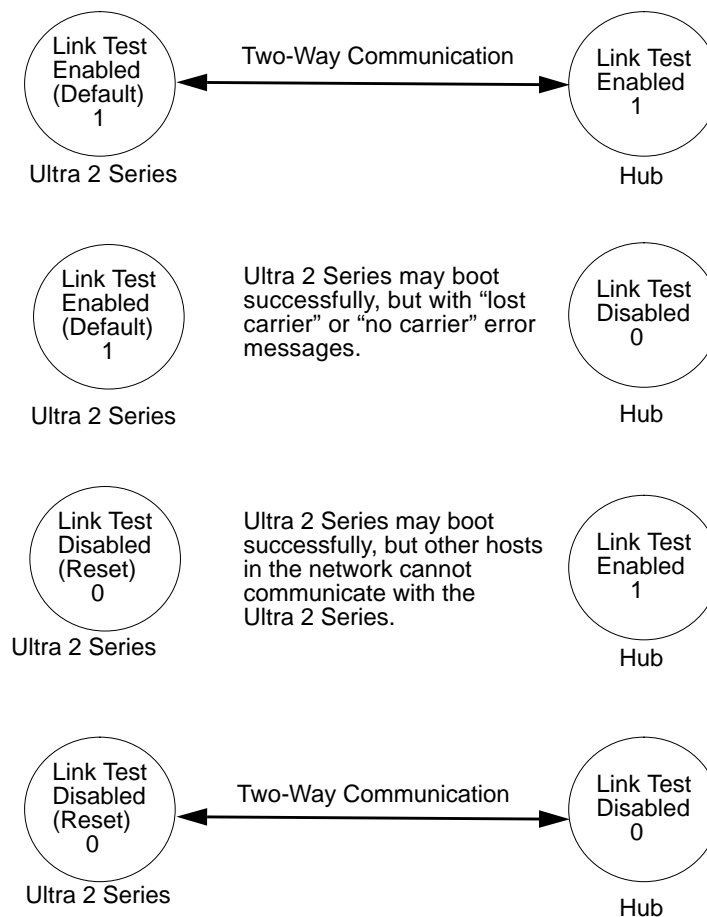 Link Test
Enabled
(Default)
1
Two-Way Communication
Link Test
Enabled
1
Ultra 2 Series
Hub
Link Test
Enabled
(Default)
1
Ultra 2 Series may boot
successfully, but with “lost
carrier” or “no carrier” error
messages.
Link Test
Disabled
0
Ultra 2 Series
Hub
Link Test
Disabled
(Reset)
0
Ultra 2 Series may boot
successfully, but other hosts
in the network cannot
communicate with the
Ultra 2 Series.
Link Test
Enabled
1
Ultra 2 Series
Hub
Link Test
Disabled
(Reset)
0
Two-Way Communication
Link Test
Disabled
0
Ultra 2 Series
Hub